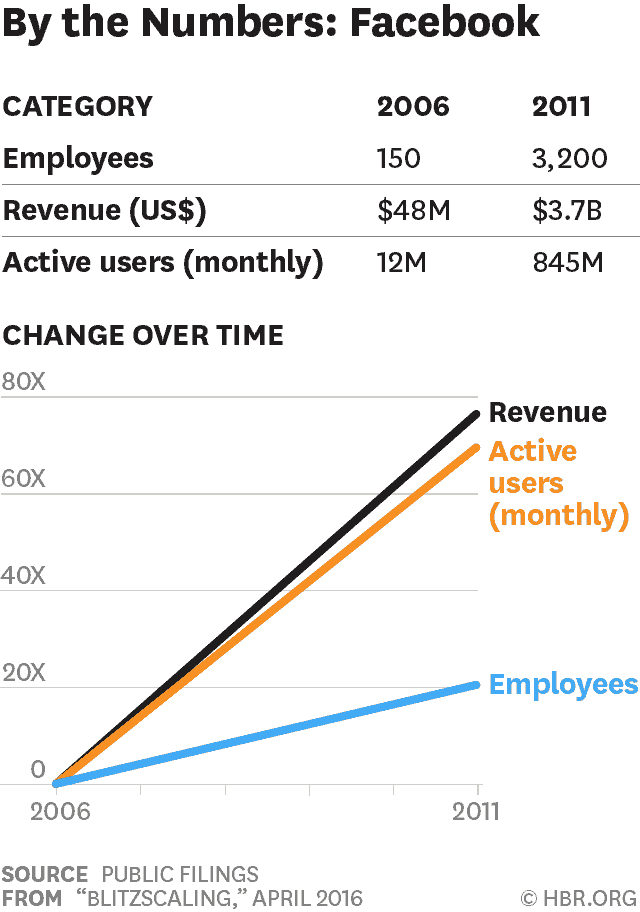 By the Numbers: Facebook
CATEGORY 2006 2011
Employees 150 3,200
Revenue (US$) $48M $3.7B
Active users (monthly) 12M 845M
CHANGE OVER TIME
80X
Revenue
Active
users
(monthly)
60X
40X
20X
Employees
0
2006 2011
SOURCE PUBLIC FILINGS
FROM “BLITZSCALING,” APRIL 2016 © HBR.ORG